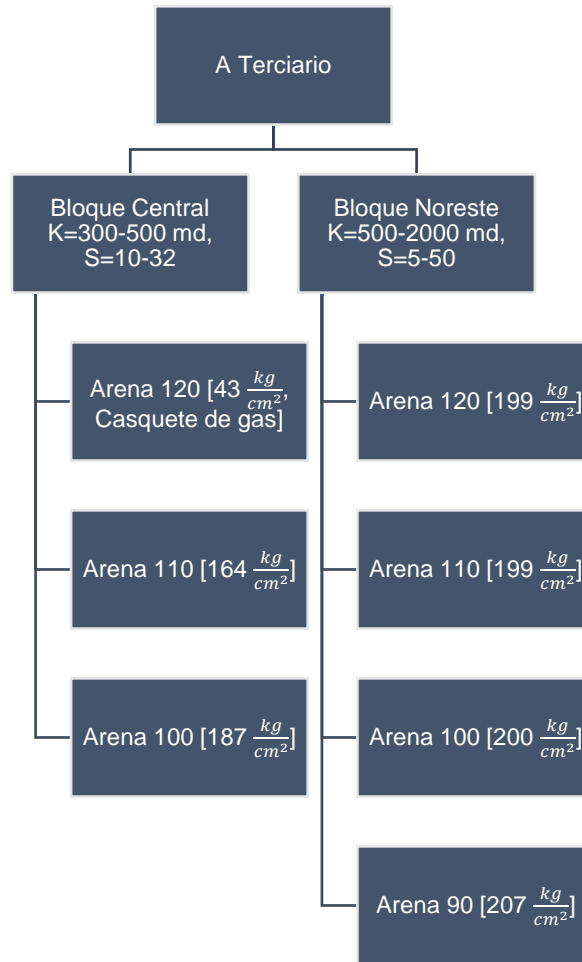 A Terciario
Bloque Central
K=300-500 md,
S=10-32
Arena 120 [43 kg/cm²,
Casquete de gas]
Arena 110 [164 kg/cm²]
Arena 100 [187 kg/cm²]
Bloque Noreste
K=500-2000 md,
S=5-50
Arena 120 [199 kg/cm²]
Arena 110 [199 kg/cm²]
Arena 100 [200 kg/cm²]
Arena 90 [207 kg/cm²]